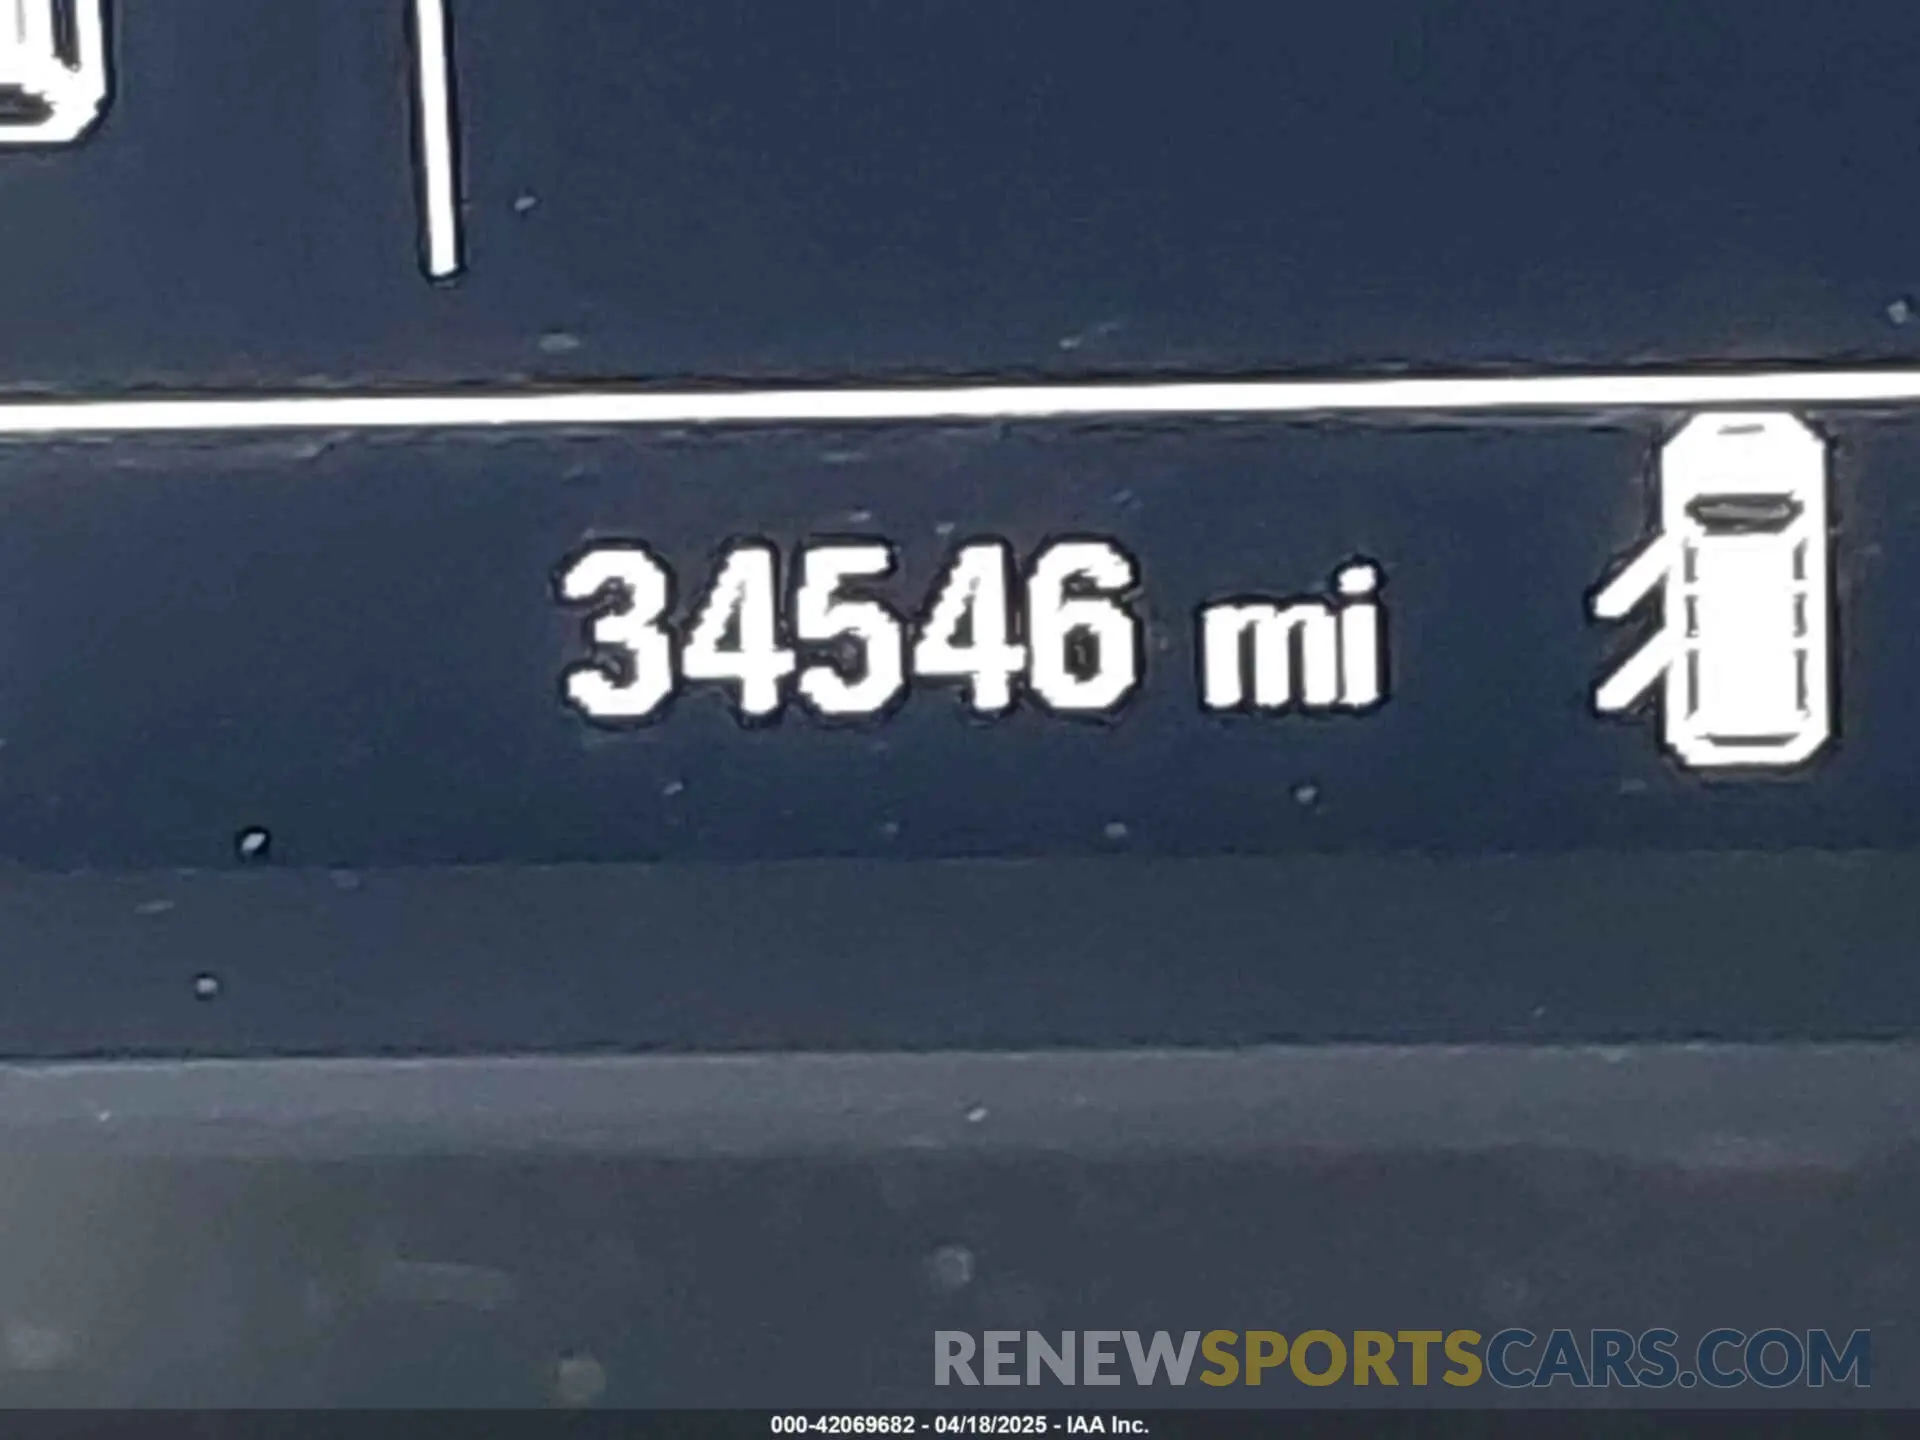 34546 mi
RENEWSPORTSCARS.COM
000-42069682 - 04/18/2025 - IAA Inc.